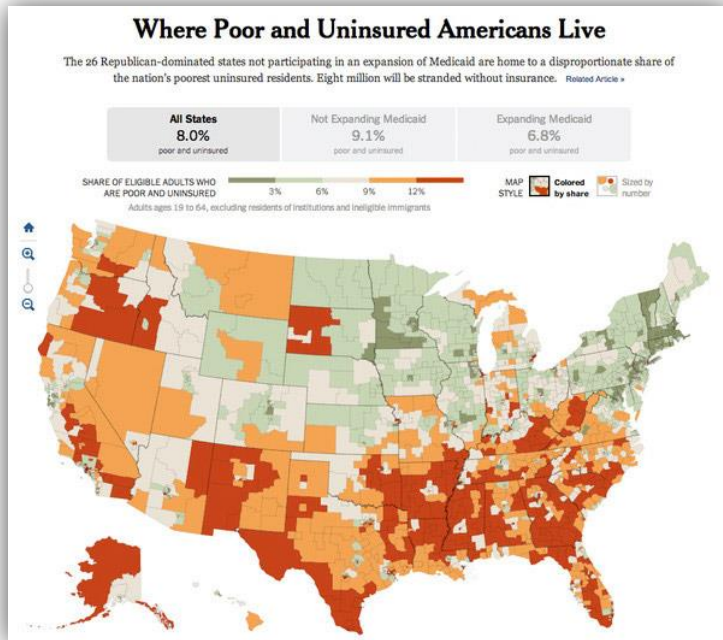 Where Poor and Uninsured Americans Live
The 26 Republican-dominated states not participating in an expansion of Medicaid are home to a disproportionate share of
the nation's poorest uninsured residents. Eight million will be stranded without insurance. Related Article »
All States
8.0%
poor and uninsured
Not Expanding Medicaid
9.1%
poor and uninsured
Expanding Medicaid
6.8%
poor and uninsured
SHARE OF ELIGIBLE ADULTS WHO
ARE POOR AND UNINSURED
3% 6% 9% 12%
MAP
STYLE
Colored
by share
Sized by
number
Adults ages 19 to 64, excluding residents of institutions and ineligible immigrants